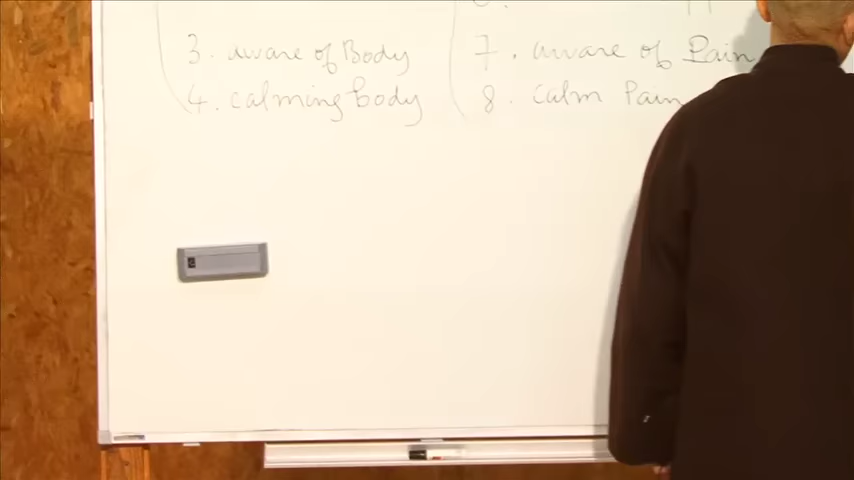 3. aware of Body
4. calming body
7. aware of Pain
8. calm Pain